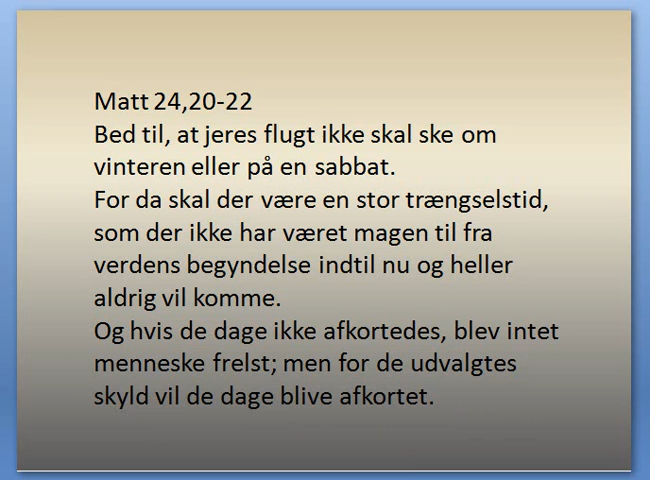 Matt 24,20-22
Bed til, at jeres flugt ikke skal ske om
vinteren eller på en sabbat.
For da skal der være en stor trængselstid,
som der ikke har været magen til fra
verdens begyndelse indtil nu og heller
aldrig vil komme.
Og hvis de dage ikke afkortedes, blev intet
menneske frelst; men for de udvalgtes
skyld vil de dage blive afkortet.